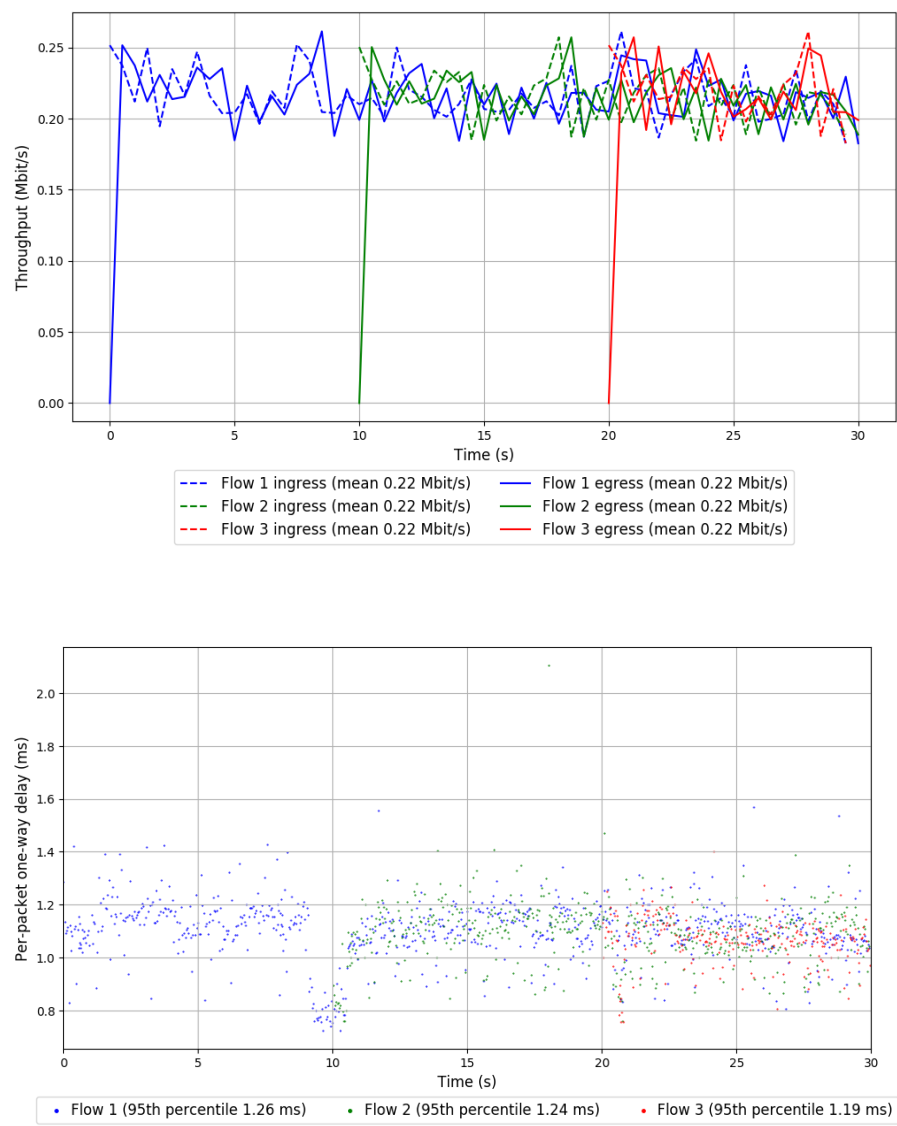 0.25
0.20
0.15
0.10
0.05
0.00
Throughput (Mbit/s)
0 5 10 15 20 25 30
Time (s)
Flow 1 ingress (mean 0.22 Mbit/s) Flow 1 egress (mean 0.22 Mbit/s)
Flow 2 ingress (mean 0.22 Mbit/s) Flow 2 egress (mean 0.22 Mbit/s)
Flow 3 ingress (mean 0.22 Mbit/s) Flow 3 egress (mean 0.22 Mbit/s)
2.0
1.8
1.6
1.4
1.2
1.0
0.8
Per-packet one-way delay (ms)
0 5 10 15 20 25 30
Time (s)
Flow 1 (95th percentile 1.26 ms) Flow 2 (95th percentile 1.24 ms) Flow 3 (95th percentile 1.19 ms)